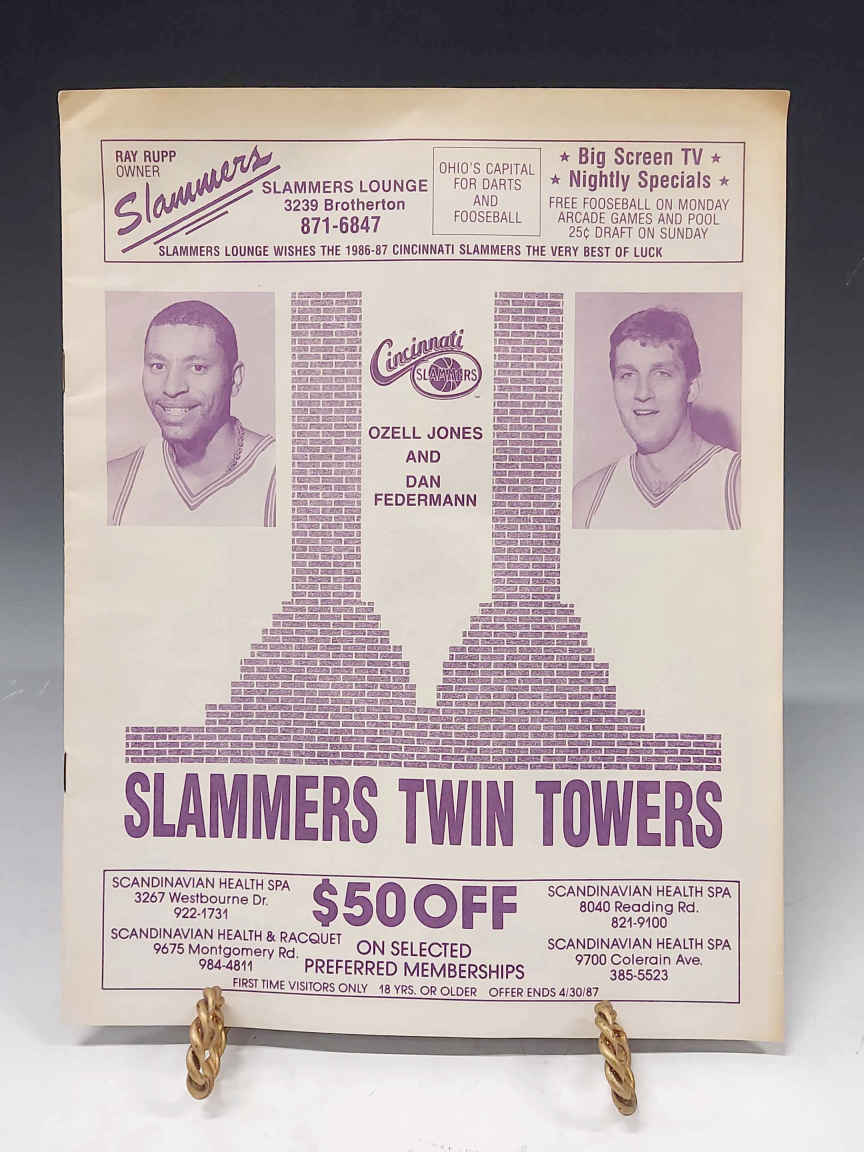 RAY RUPP
OWNER
Slammers
SLAMMERS LOUNGE
3239 Brotherton
871-6847
OHIO'S CAPITAL
FOR DARTS
AND
FOOSEBALL
★ Big Screen TV ★
★ Nightly Specials ★
FREE FOOSEBALL ON MONDAY
ARCADE GAMES AND POOL
25¢ DRAFT ON SUNDAY
SLAMMERS LOUNGE WISHES THE 1986-87 CINCINNATI SLAMMERS THE VERY BEST OF LUCK
Cincinnati
SLAMMERS
OZELL JONES
AND
DAN
FEDERMANN
SLAMMERS TWIN TOWERS
SCANDINAVIAN HEALTH SPA
3267 Westbourne Dr.
922-1731
SCANDINAVIAN HEALTH & RACQUET
9675 Montgomery Rd.
984-4811
$50 OFF
ON SELECTED
PREFERRED MEMBERSHIPS
SCANDINAVIAN HEALTH SPA
8040 Reading Rd.
821-9100
SCANDINAVIAN HEALTH SPA
9700 Colerain Ave.
385-5523
FIRST TIME VISITORS ONLY 18 YRS. OR OLDER OFFER ENDS 4/30/87